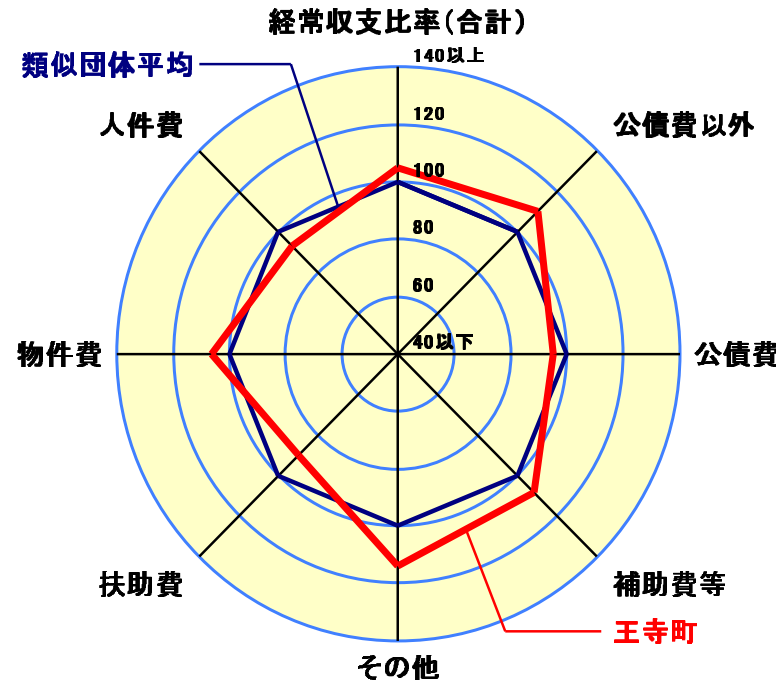 経常収支比率(合計)
類似団体平均
140以上
人件費
公債費以外
120
100
80
60
40以下
物件費
公債費
扶助費
補助費等
王寺町
その他